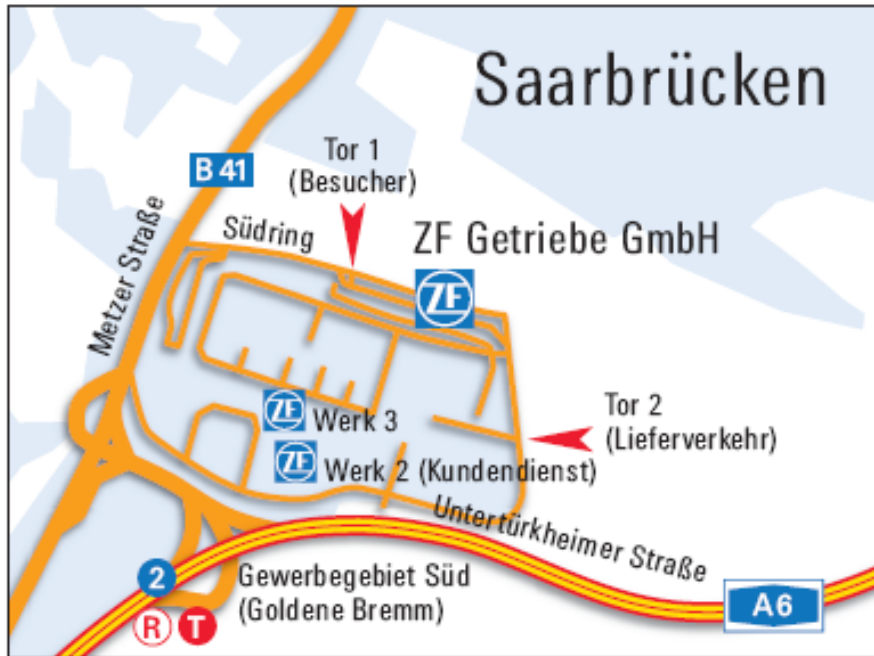 Saarbrücken
Tor 1
(Besucher)
B 41
Südring
ZF Getriebe GmbH
ZF
Metzer Straße
Tor 2
(Lieferverkehr)
ZF Werk 3
ZF Werk 2 (Kundendienst)
Untertürkheimer Straße
2
Gewerbegebiet Süd
(Goldene Bremm)
R T
A6